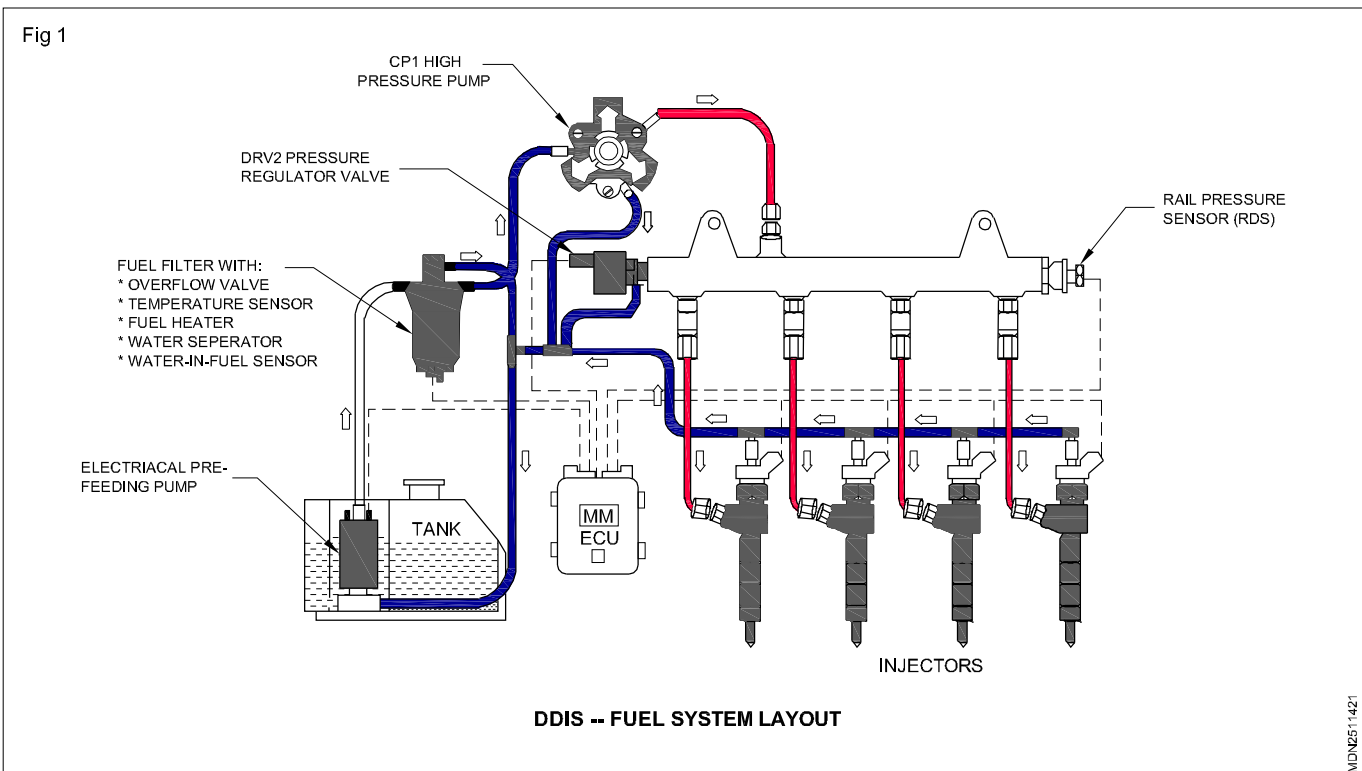 Fig 1
CP1 HIGH
PRESSURE PUMP
DRV2 PRESSURE
REGULATOR VALVE
RAIL PRESSURE
SENSOR (RDS)
FUEL FILTER WITH:
* OVERFLOW VALVE
* TEMPERATURE SENSOR
* FUEL HEATER
* WATER SEPERATOR
* WATER-IN-FUEL SENSOR
ELECTRIACAL PRE-
FEEDING PUMP
TANK
MM
ECU
INJECTORS
DDIS -- FUEL SYSTEM LAYOUT
MDN2511421